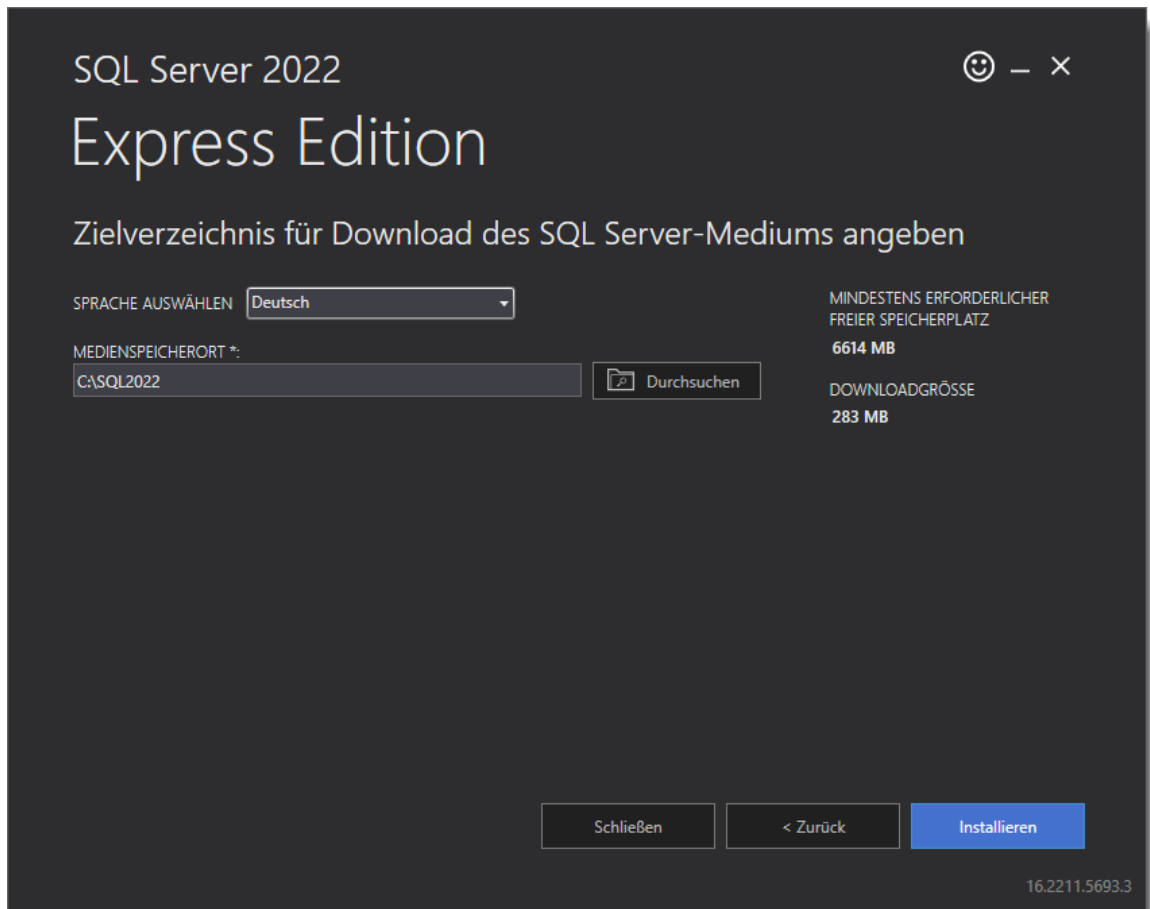 SQL Server 2022
Express Edition
Zielverzeichnis für Download des SQL Server-Mediums angeben
SPRACHE AUSWÄHLEN Deutsch
MEDIENSPEICHERORT *:
C:\SQL2022 Durchsuchen
MINDESTENS ERFORDERLICHER
FREIER SPEICHERPLATZ
6614 MB
DOWNLOADGRÖSSE
283 MB
Schließen < Zurück Installieren
16.2211.5693.3